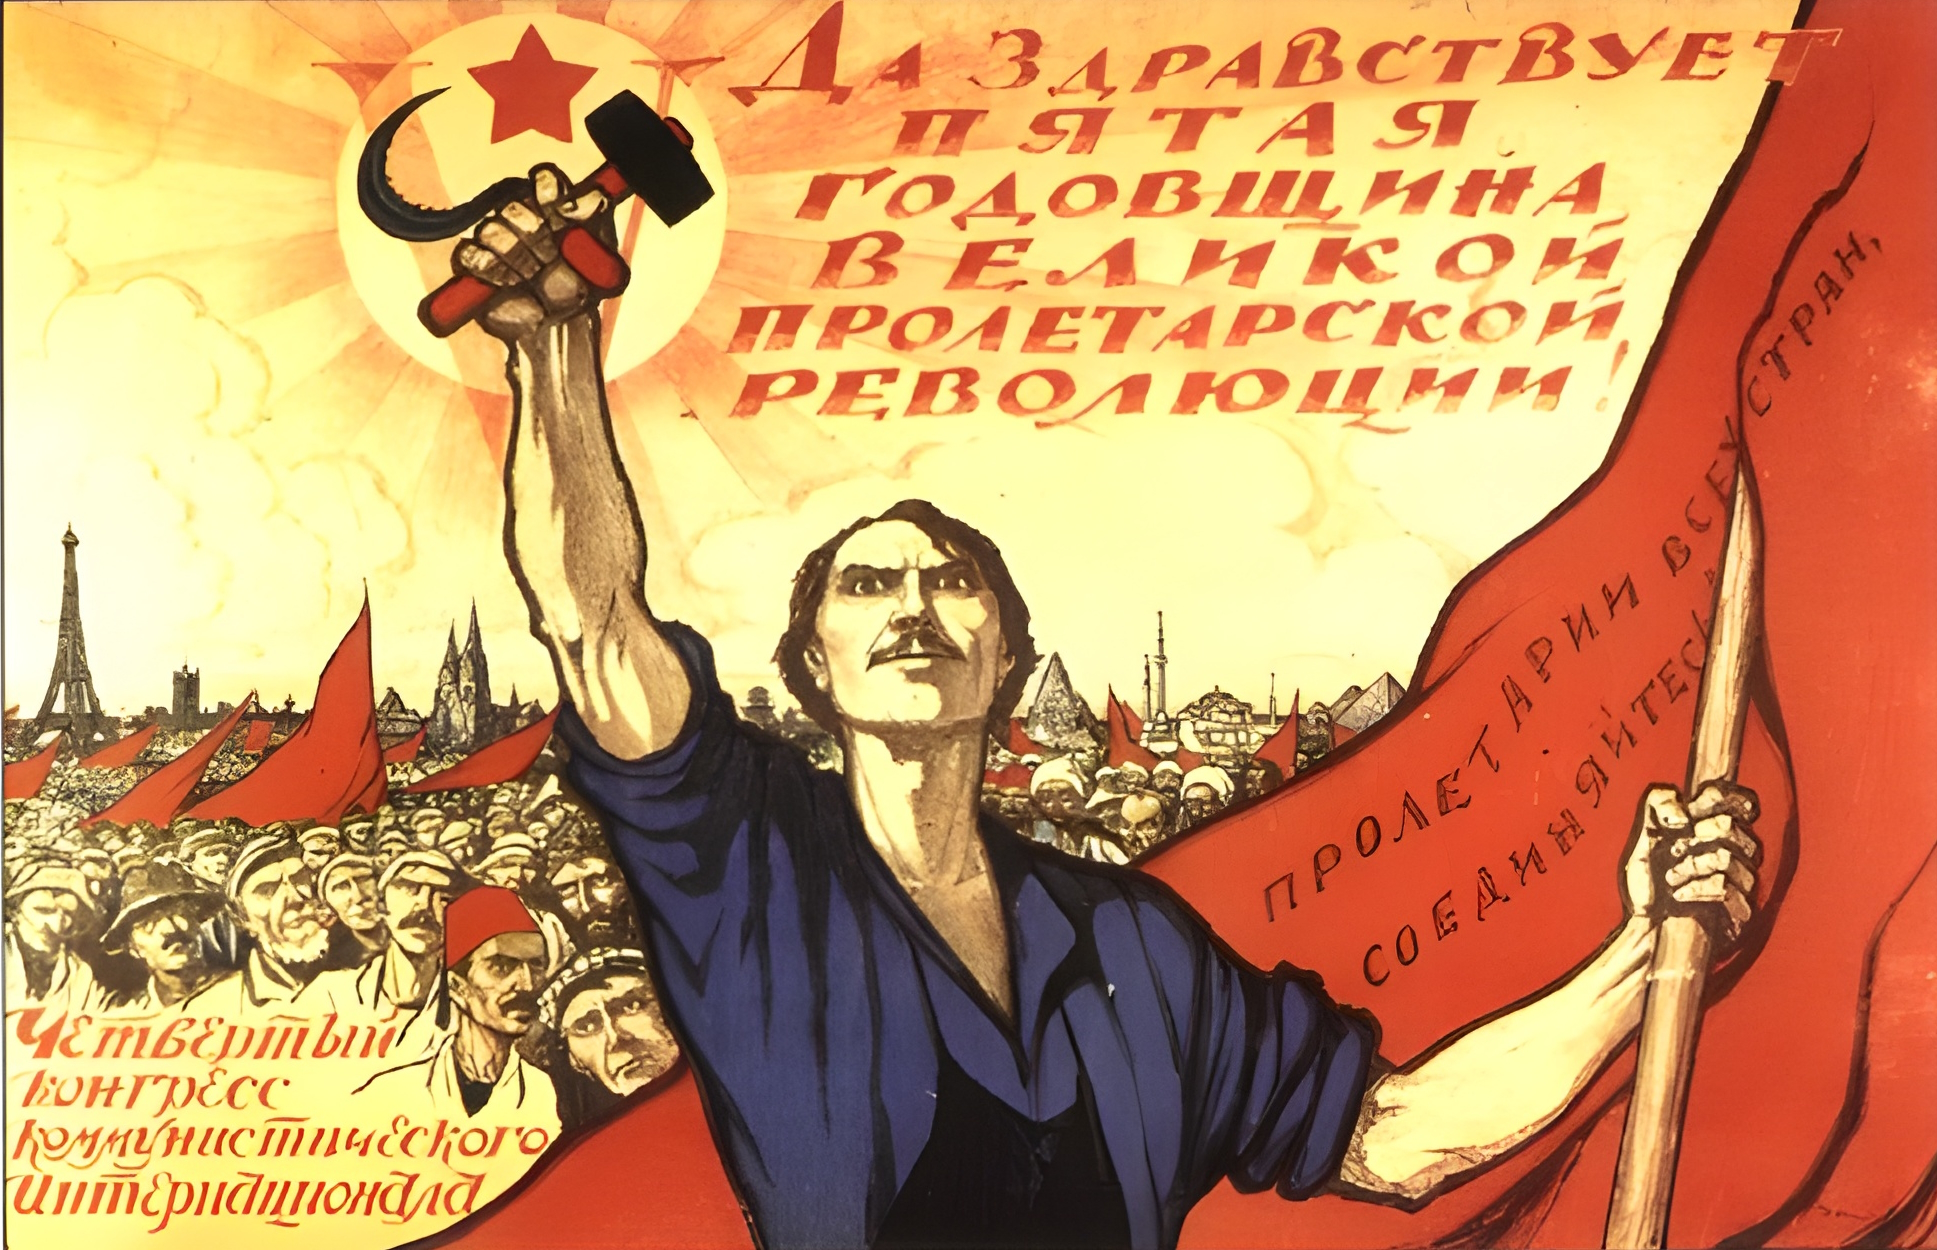 Да Здравствует
пятая
годовщина
Великой
Пролетарской
Революции!
Пролетарии всех стран,
соединяйтесь!
Четвертый
конгресс
Коммунистического
интернационала